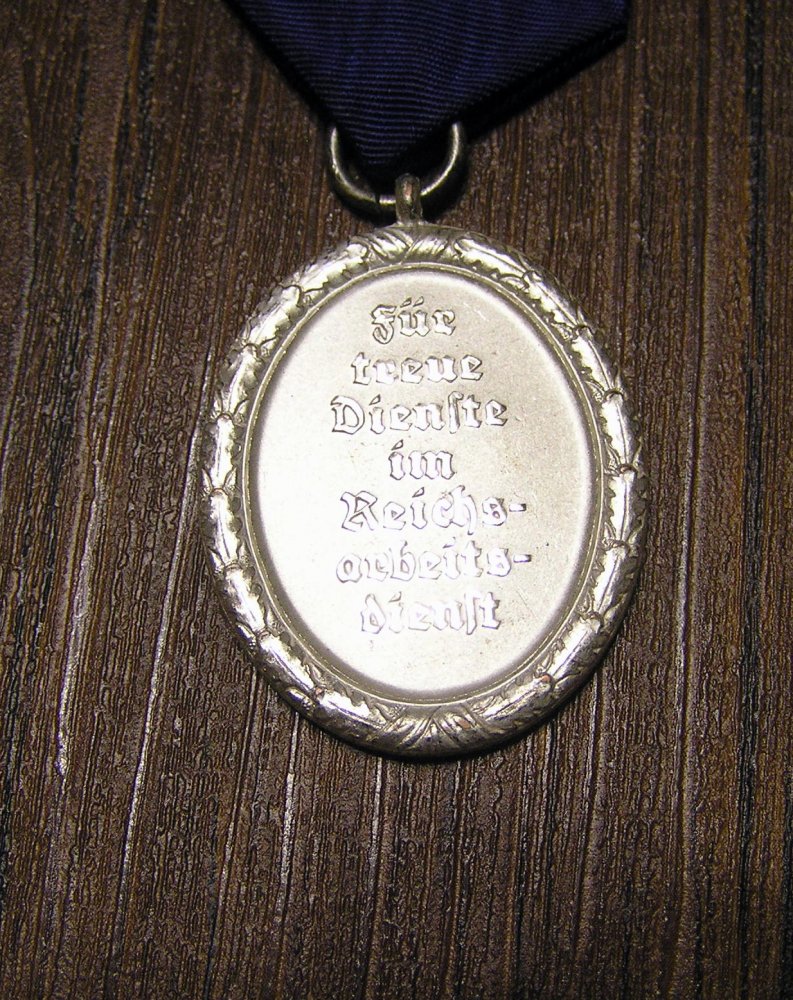 Für
treue
Dienſte
im
Reichs-
arbeits-
dienſt